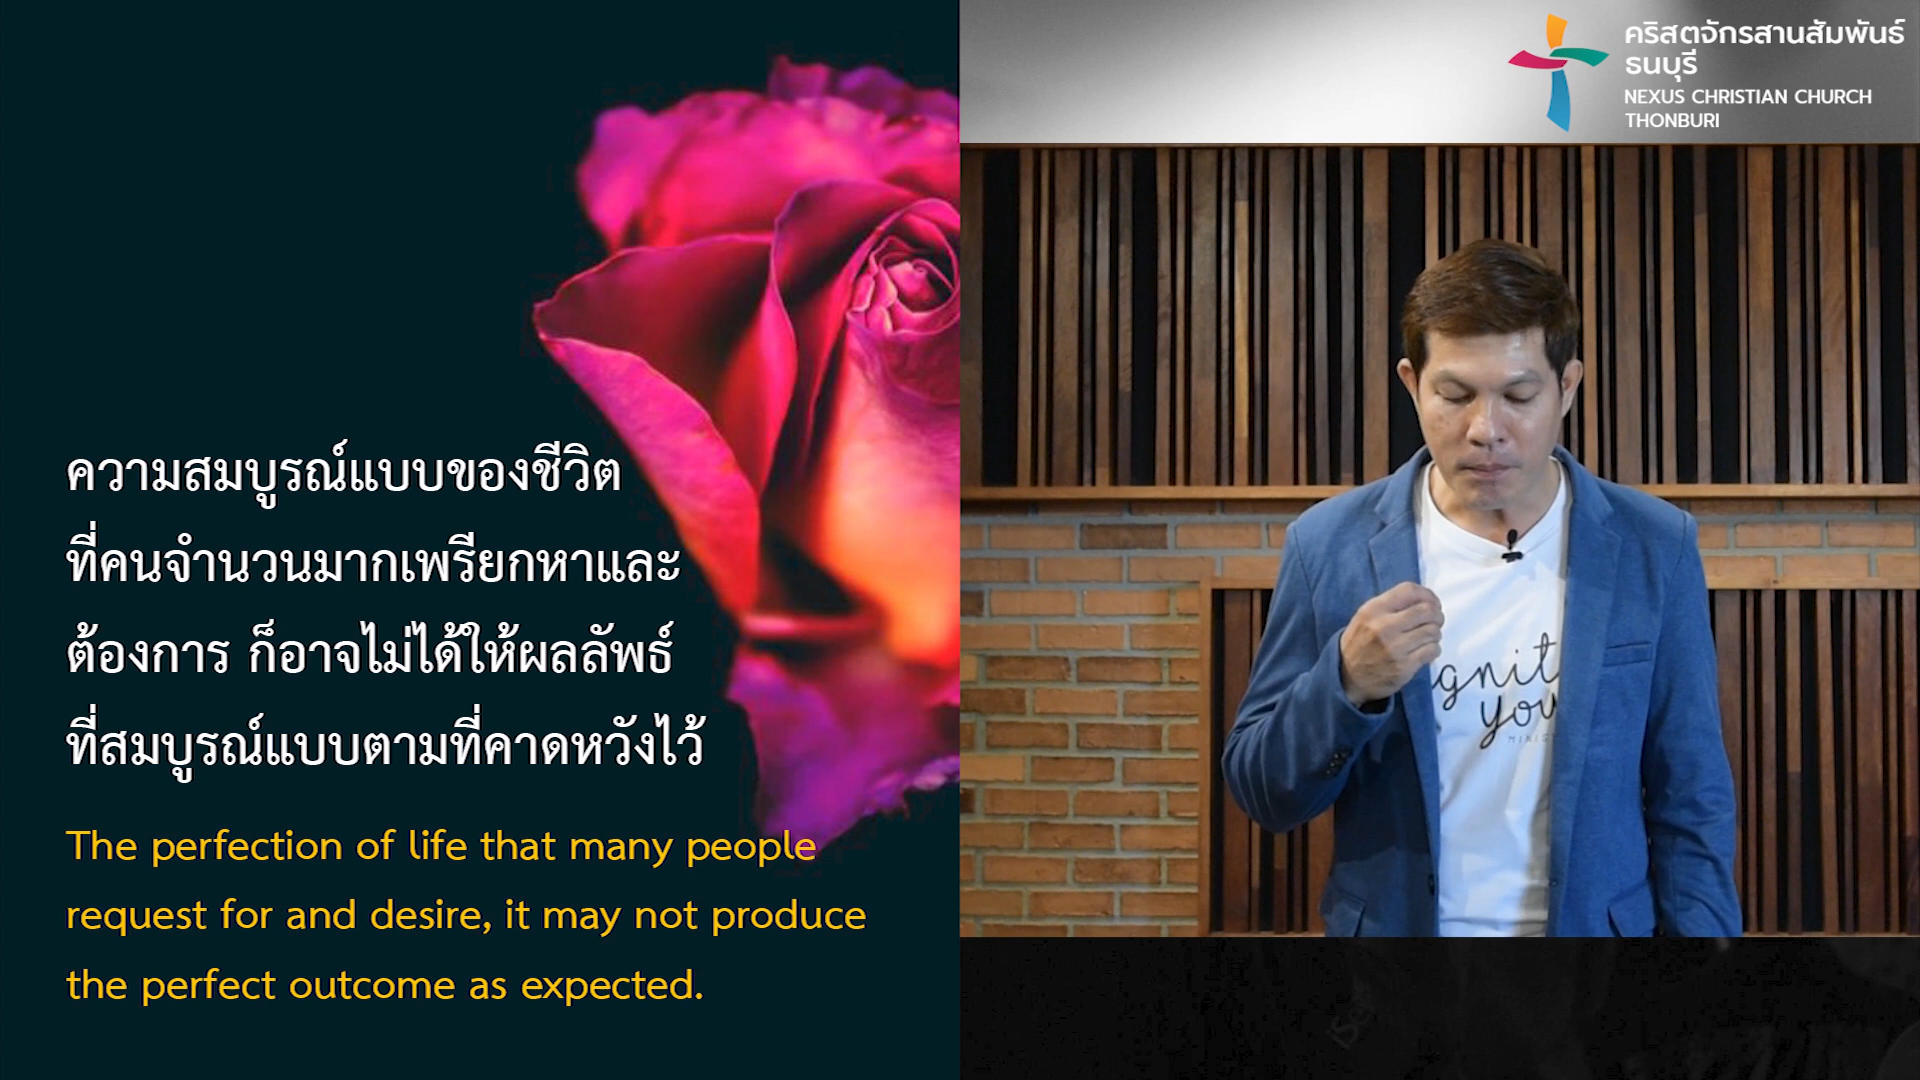 ความสมบูรณ์แบบของชีวิต
ที่คนจำนวนมากเพรียกหาและ
ต้องการ ก็อาจไม่ได้ให้ผลลัพธ์
ที่สมบูรณ์แบบตามที่คาดหวังไว้
The perfection of life that many people
request for and desire, it may not produce
the perfect outcome as expected.
คริสตจักรสานสัมพันธ์
ธนบุรี
NEXUS CHRISTIAN CHURCH
THONBURI
gnit
you